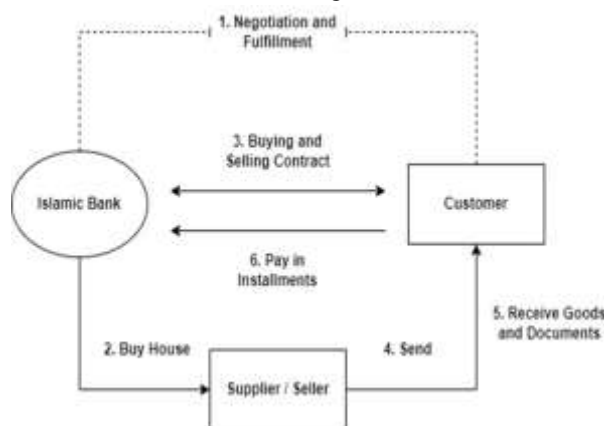 1. Negotiation and
Fulfillment
3. Buying and
Selling Contract
Islamic Bank
Customer
6. Pay in
Installments
5. Receive Goods
and Documents
2. Buy House
4. Send
Supplier / Seller